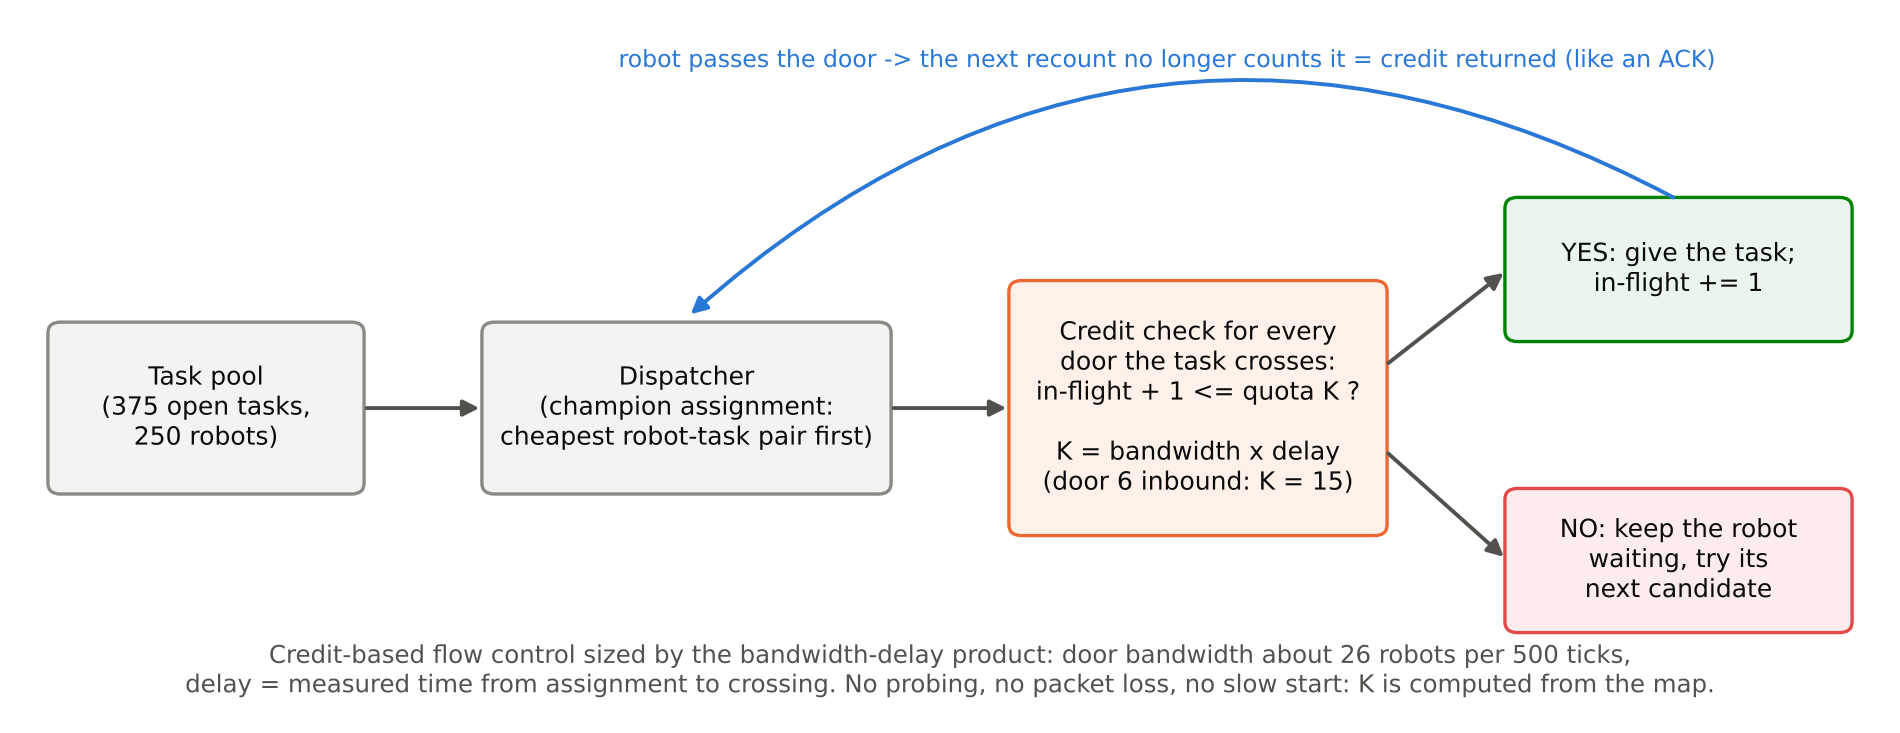 robot passes the door -> the next recount no longer counts it = credit returned (like an ACK)
Task pool
(375 open tasks,
250 robots)
Dispatcher
(champion assignment:
cheapest robot-task pair first)
Credit check for every
door the task crosses:
in-flight + 1 <= quota K ?
K = bandwidth x delay
(door 6 inbound: K = 15)
YES: give the task;
in-flight += 1
NO: keep the robot
waiting, try its
next candidate
Credit-based flow control sized by the bandwidth-delay product: door bandwidth about 26 robots per 500 ticks,
delay = measured time from assignment to crossing. No probing, no packet loss, no slow start: K is computed from the map.